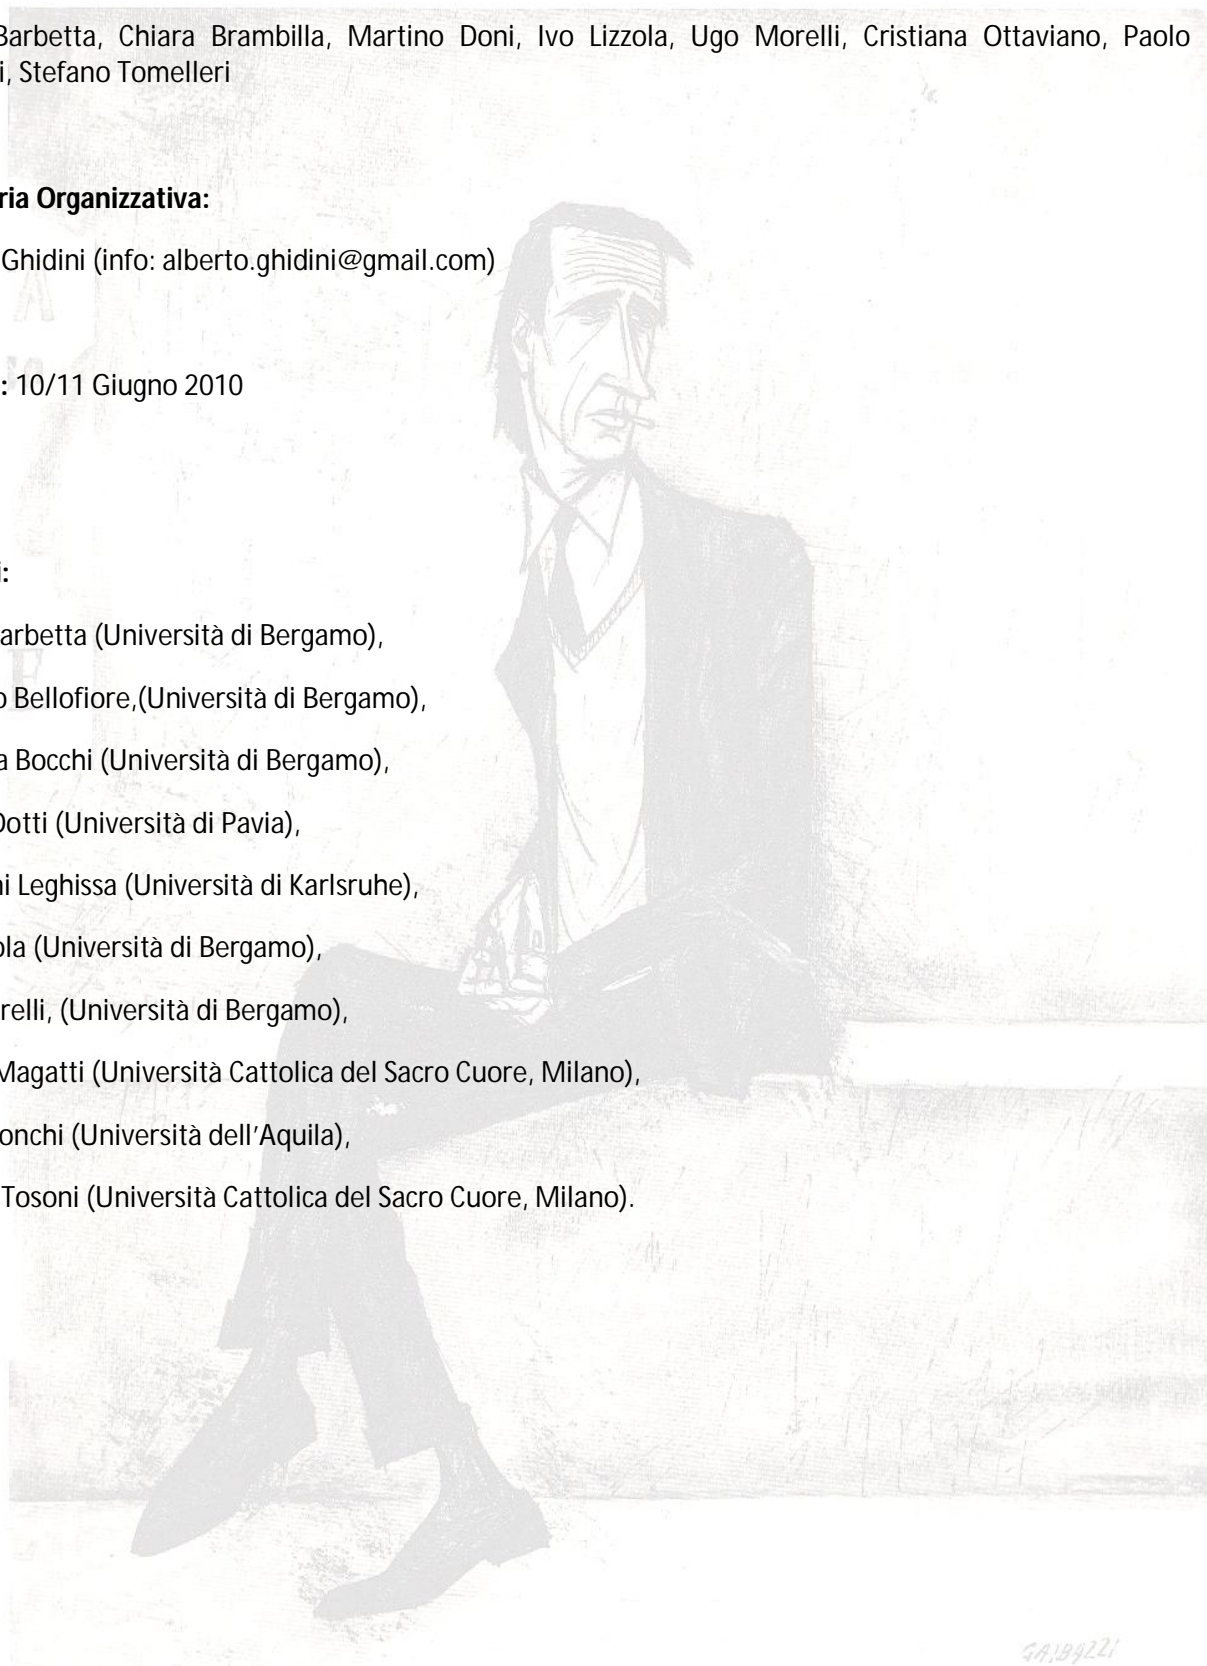 Barbetta, Chiara Brambilla, Martino Doni, Ivo Lizzola, Ugo Morelli, Cristiana Ottaviano, Paolo
i, Stefano Tomelleri
ria Organizzativa:
Ghidini (info: alberto.ghidini@gmail.com)
: 10/11 Giugno 2010
i:
arbetta (Università di Bergamo),
o Bellofiore,(Università di Bergamo),
a Bocchi (Università di Bergamo),
Dotti (Università di Pavia),
ni Leghissa (Università di Karlsruhe),
ola (Università di Bergamo),
relli, (Università di Bergamo),
Magatti (Università Cattolica del Sacro Cuore, Milano),
onchi (Università dell’Aquila),
Tosoni (Università Cattolica del Sacro Cuore, Milano).